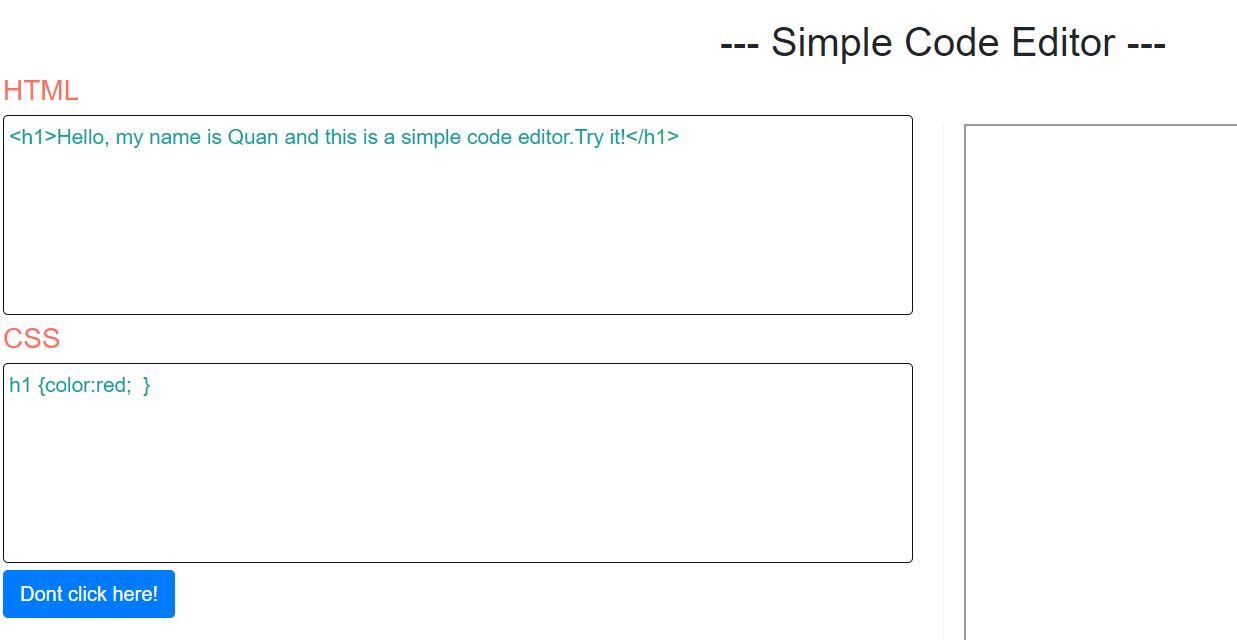 --- Simple Code Editor ---
HTML
<h1>Hello, my name is Quan and this is a simple code editor.Try it!</h1>
CSS
h1 {color:red;  }
Dont click here!